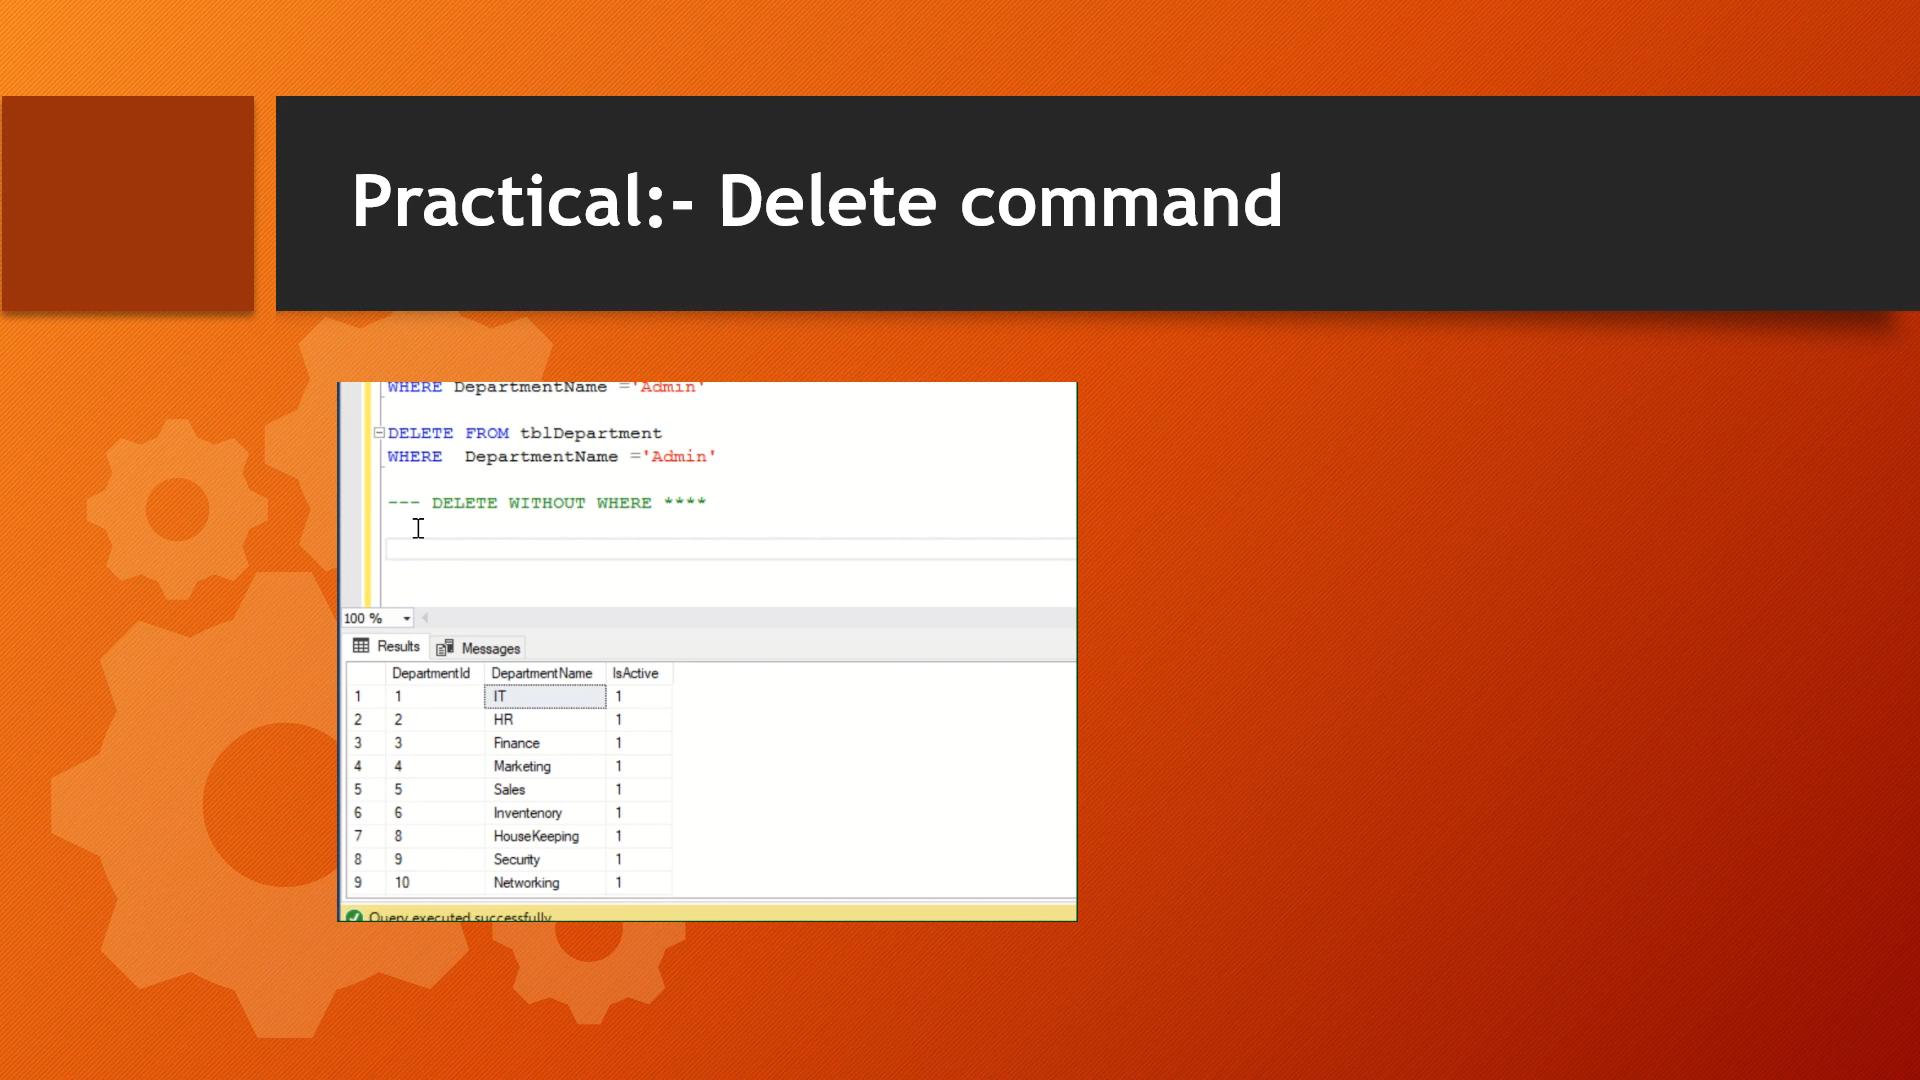 Practical:- Delete command
WHERE DepartmentName ='Admin'
DELETE FROM tblDepartment
WHERE DepartmentName ='Admin'
--- DELETE WITHOUT WHERE ****
100 %
Results Messages
DepartmentId DepartmentName IsActive
1 1 IT 1
2 2 HR 1
3 3 Finance 1
4 4 Marketing 1
5 5 Sales 1
6 6 Inventenory 1
7 8 HouseKeeping 1
8 9 Security 1
9 10 Networking 1
Query executed successfully